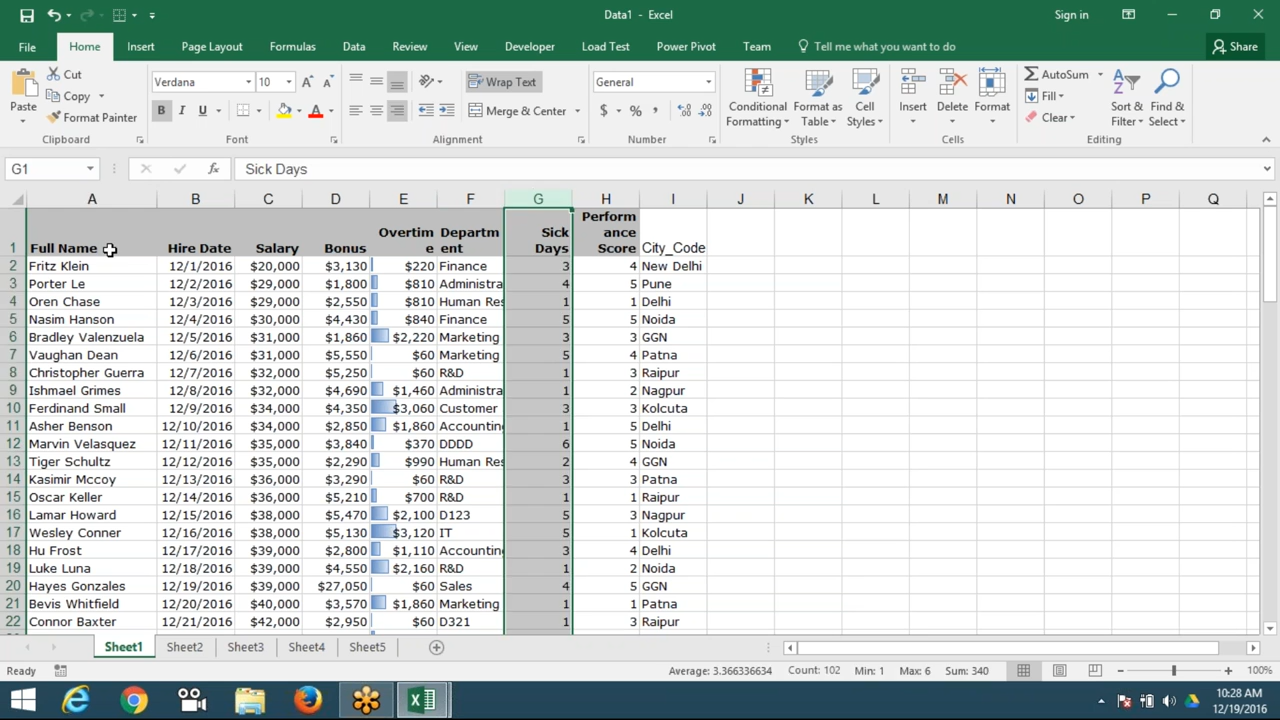 Data1 - Excel
Sign in
File Home Insert Page Layout Formulas Data Review View Developer Load Test Power Pivot Team Tell me what you want to do Share
Paste Cut Copy Format Painter
Clipboard
Verdana 10
B I U A
Font
Wrap Text
Merge & Center
Alignment
General
$ % ,
Number
Conditional Formatting Format as Table Cell Styles
Styles
Insert Delete Format
Cells
AutoSum
Fill
Clear
Sort & Filter Find & Select
Editing
G1 fx Sick Days
A B C D E F G H I J K L M N O P Q
1 Full Name Hire Date Salary Bonus Overtim e Departm ent Sick Days Perform ance Score City_Code
2 Fritz Klein 12/1/2016 $20,000 $3,130 $220 Finance 3 4 New Delhi
3 Porter Le 12/2/2016 $29,000 $1,800 $810 Administra 4 5 Pune
4 Oren Chase 12/3/2016 $29,000 $2,550 $810 Human Res 1 1 Delhi
5 Nasim Hanson 12/4/2016 $30,000 $4,430 $840 Finance 5 5 Noida
6 Bradley Valenzuela 12/5/2016 $31,000 $1,860 $2,220 Marketing 3 3 GGN
7 Vaughan Dean 12/6/2016 $31,000 $5,550 $60 Marketing 5 4 Patna
8 Christopher Guerra 12/7/2016 $32,000 $5,250 $60 R&D 1 3 Raipur
9 Ishmael Grimes 12/8/2016 $32,000 $4,690 $1,460 Administra 1 2 Nagpur
10 Ferdinand Small 12/9/2016 $34,000 $4,350 $3,060 Customer 3 3 Kolcuta
11 Asher Benson 12/10/2016 $34,000 $2,850 $1,860 Accounting 1 5 Delhi
12 Marvin Velasquez 12/11/2016 $35,000 $3,840 $370 DDDD 6 5 Noida
13 Tiger Schultz 12/12/2016 $35,000 $2,290 $990 Human Res 2 4 GGN
14 Kasimir Mccoy 12/13/2016 $36,000 $3,290 $60 R&D 3 3 Patna
15 Oscar Keller 12/14/2016 $36,000 $5,210 $700 R&D 1 1 Raipur
16 Lamar Howard 12/15/2016 $38,000 $5,470 $2,100 D123 5 3 Nagpur
17 Wesley Conner 12/16/2016 $38,000 $5,130 $3,120 IT 5 1 Kolcuta
18 Hu Frost 12/17/2016 $39,000 $2,800 $1,110 Accounting 3 4 Delhi
19 Luke Luna 12/18/2016 $39,000 $4,550 $2,160 R&D 1 2 Noida
20 Hayes Gonzales 12/19/2016 $39,000 $27,050 $60 Sales 4 5 GGN
21 Bevis Whitfield 12/20/2016 $40,000 $3,570 $1,860 Marketing 1 1 Patna
22 Connor Baxter 12/21/2016 $42,000 $2,950 $60 D321 1 3 Raipur
Sheet1 Sheet2 Sheet3 Sheet4 Sheet5
Ready Average: 3.366336634 Count: 102 Min: 1 Max: 6 Sum: 340 100%
10:28 AM
12/19/2016